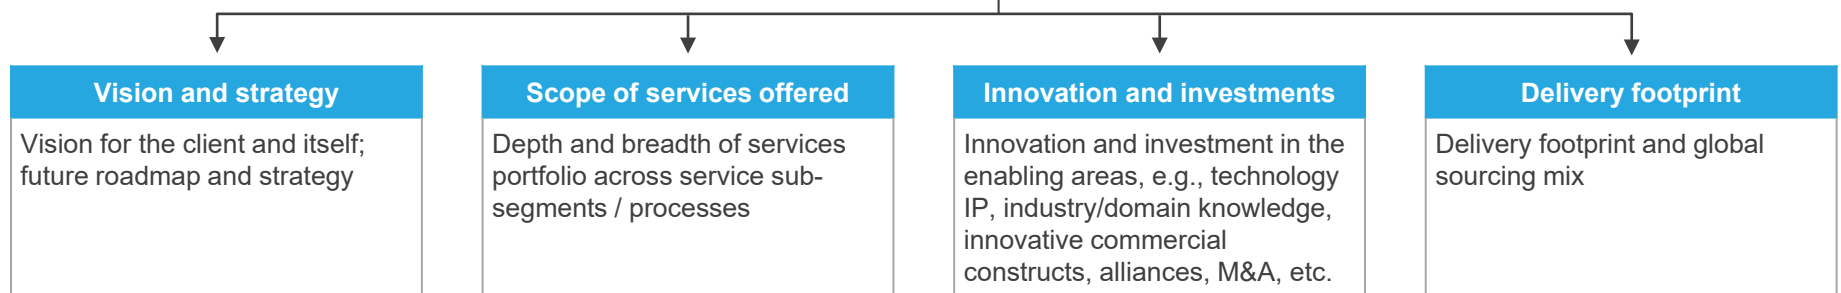 Vision and strategy
Vision for the client and itself;
future roadmap and strategy
Scope of services offered
Depth and breadth of services
portfolio across service sub-
segments / processes
Innovation and investments
Innovation and investment in the
enabling areas, e.g., technology
IP, industry/domain knowledge,
innovative commercial
constructs, alliances, M&A, etc.
Delivery footprint
Delivery footprint and global
sourcing mix